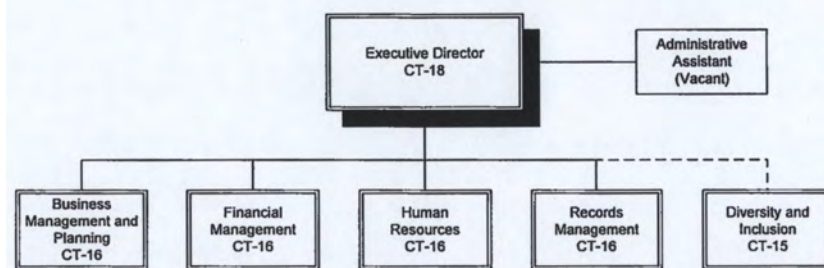 Executive Director
CT-18
Administrative
Assistant
(Vacant)
Business
Management and
Planning
CT-16
Financial
Management
CT-16
Human
Resources
CT-16
Records
Management
CT-16
Diversity and
Inclusion
CT-15